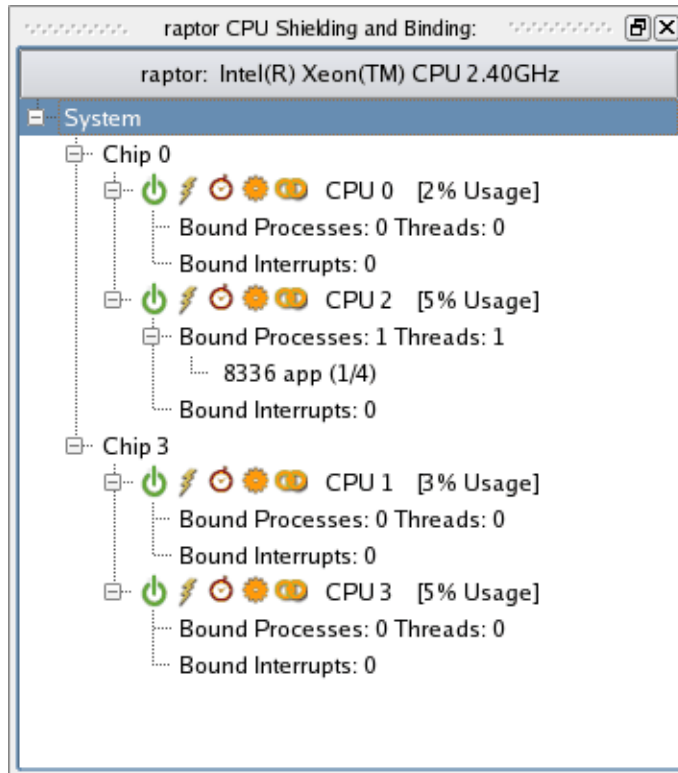 raptor CPU Shielding and Binding:
raptor: Intel(R) Xeon(TM) CPU 2.40GHz
System
Chip 0
CPU 0 [2% Usage]
Bound Processes: 0 Threads: 0
Bound Interrupts: 0
CPU 2 [5% Usage]
Bound Processes: 1 Threads: 1
8336 app (1/4)
Bound Interrupts: 0
Chip 3
CPU 1 [3% Usage]
Bound Processes: 0 Threads: 0
Bound Interrupts: 0
CPU 3 [5% Usage]
Bound Processes: 0 Threads: 0
Bound Interrupts: 0